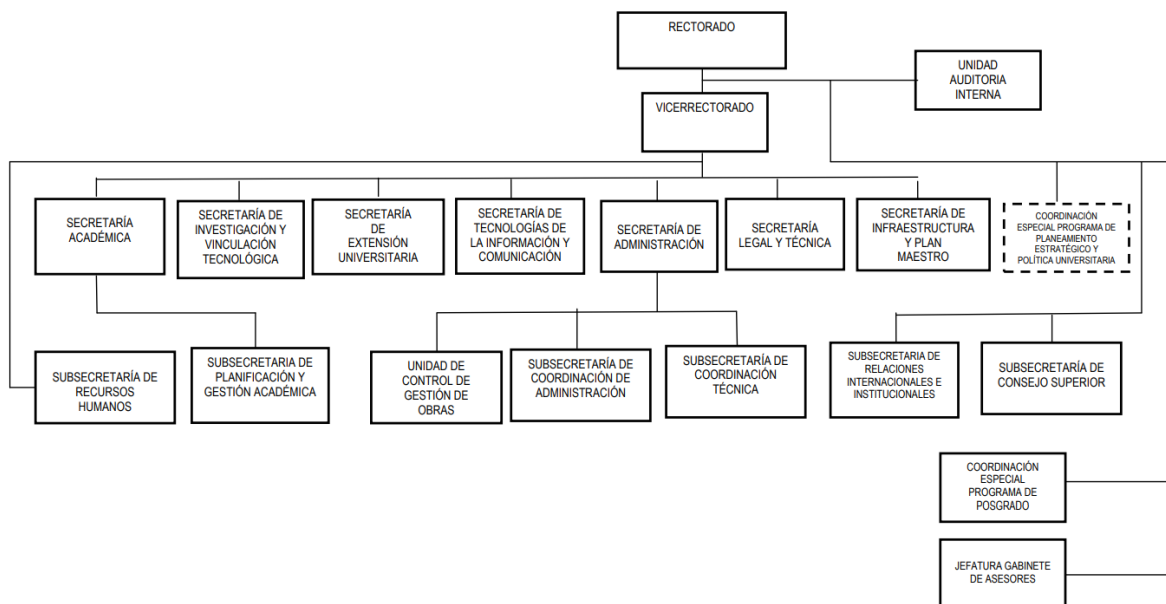 RECTORADO
UNIDAD
AUDITORIA
INTERNA
VICERRECTORADO
SECRETARÍA
ACADÉMICA
SECRETARÍA DE
INVESTIGACIÓN Y
VINCULACIÓN
TECNOLÓGICA
SECRETARÍA
DE
EXTENSIÓN
UNIVERSITARIA
SECRETARÍA DE
TECNOLOGÍAS DE
LA INFORMACIÓN Y
COMUNICACIÓN
SECRETARÍA DE
ADMINISTRACIÓN
SECRETARÍA
LEGAL Y TÉCNICA
SECRETARÍA DE
INFRAESTRUCTURA
Y PLAN
MAESTRO
COORDINACIÓN
ESPECIAL PROGRAMA DE
PLANEAMIENTO
ESTRATÉGICO Y
POLÍTICA UNIVERSITARIA
SUBSECRETARÍA DE
RECURSOS
HUMANOS
SUBSECRETARIA DE
PLANIFICACIÓN Y
GESTIÓN ACADÉMICA
UNIDAD DE
CONTROL DE
GESTIÓN DE
OBRAS
SUBSECRETARÍA DE
COORDINACIÓN DE
ADMINISTRACIÓN
SUBSECRETARÍA DE
COORDINACIÓN
TÉCNICA
SUBSECRETARIA DE
RELACIONES
INTERNACIONALES E
INSTITUCIONALES
SUBSECRETARÍA DE
CONSEJO SUPERIOR
COORDINACIÓN
ESPECIAL
PROGRAMA DE
POSGRADO
JEFATURA GABINETE
DE ASESORES